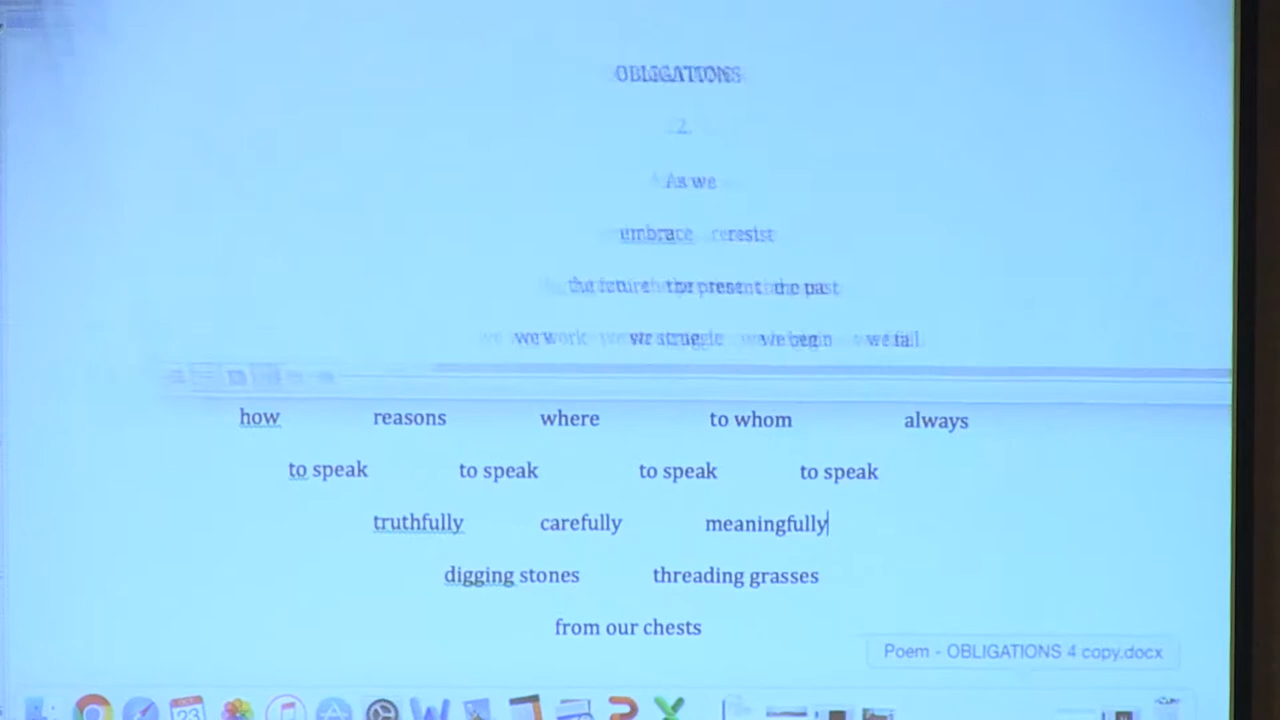 OBLIGATIONS
2.
As we
embrace resist
the future the present the past
we work we struggle we begin we fail
how reasons where to whom always
to speak to speak to speak to speak
truthfully carefully meaningfully
digging stones threading grasses
from our chests
Poem - OBLIGATIONS 4 copy.docx
OCT
23